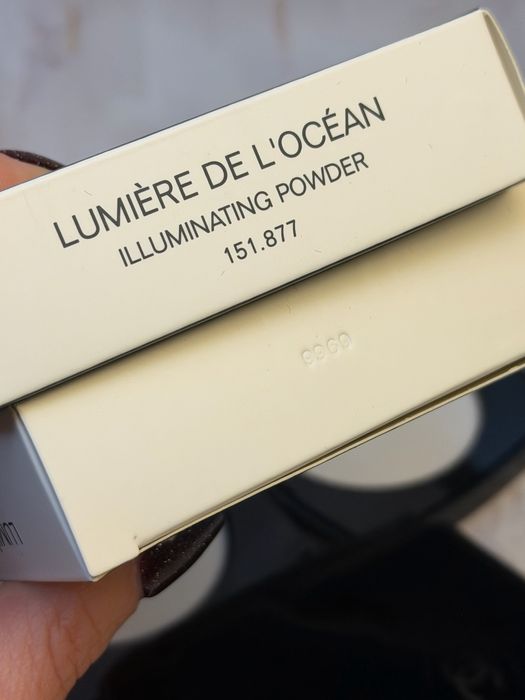 LUMIÈRE DE L'OCÉAN
ILLUMINATING POWDER
151.877